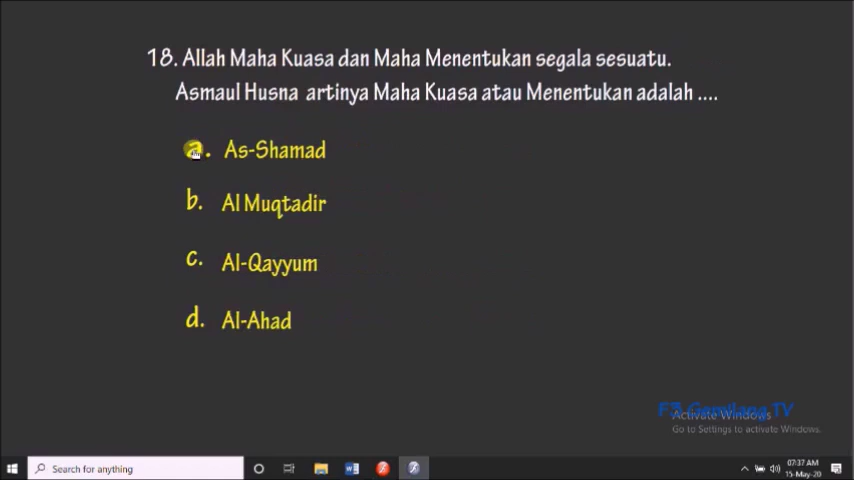 18. Allah Maha Kuasa dan Maha Menentukan segala sesuatu.
Asmaul Husna artinya Maha Kuasa atau Menentukan adalah ....
a. As-Shamad
b. Al Muqtadir
c. Al-Qayyum
d. Al-Ahad
Gemilang TV
Activate Windows
Go to Settings to activate Windows.
Search for anything
07:37 AM
15-May-20